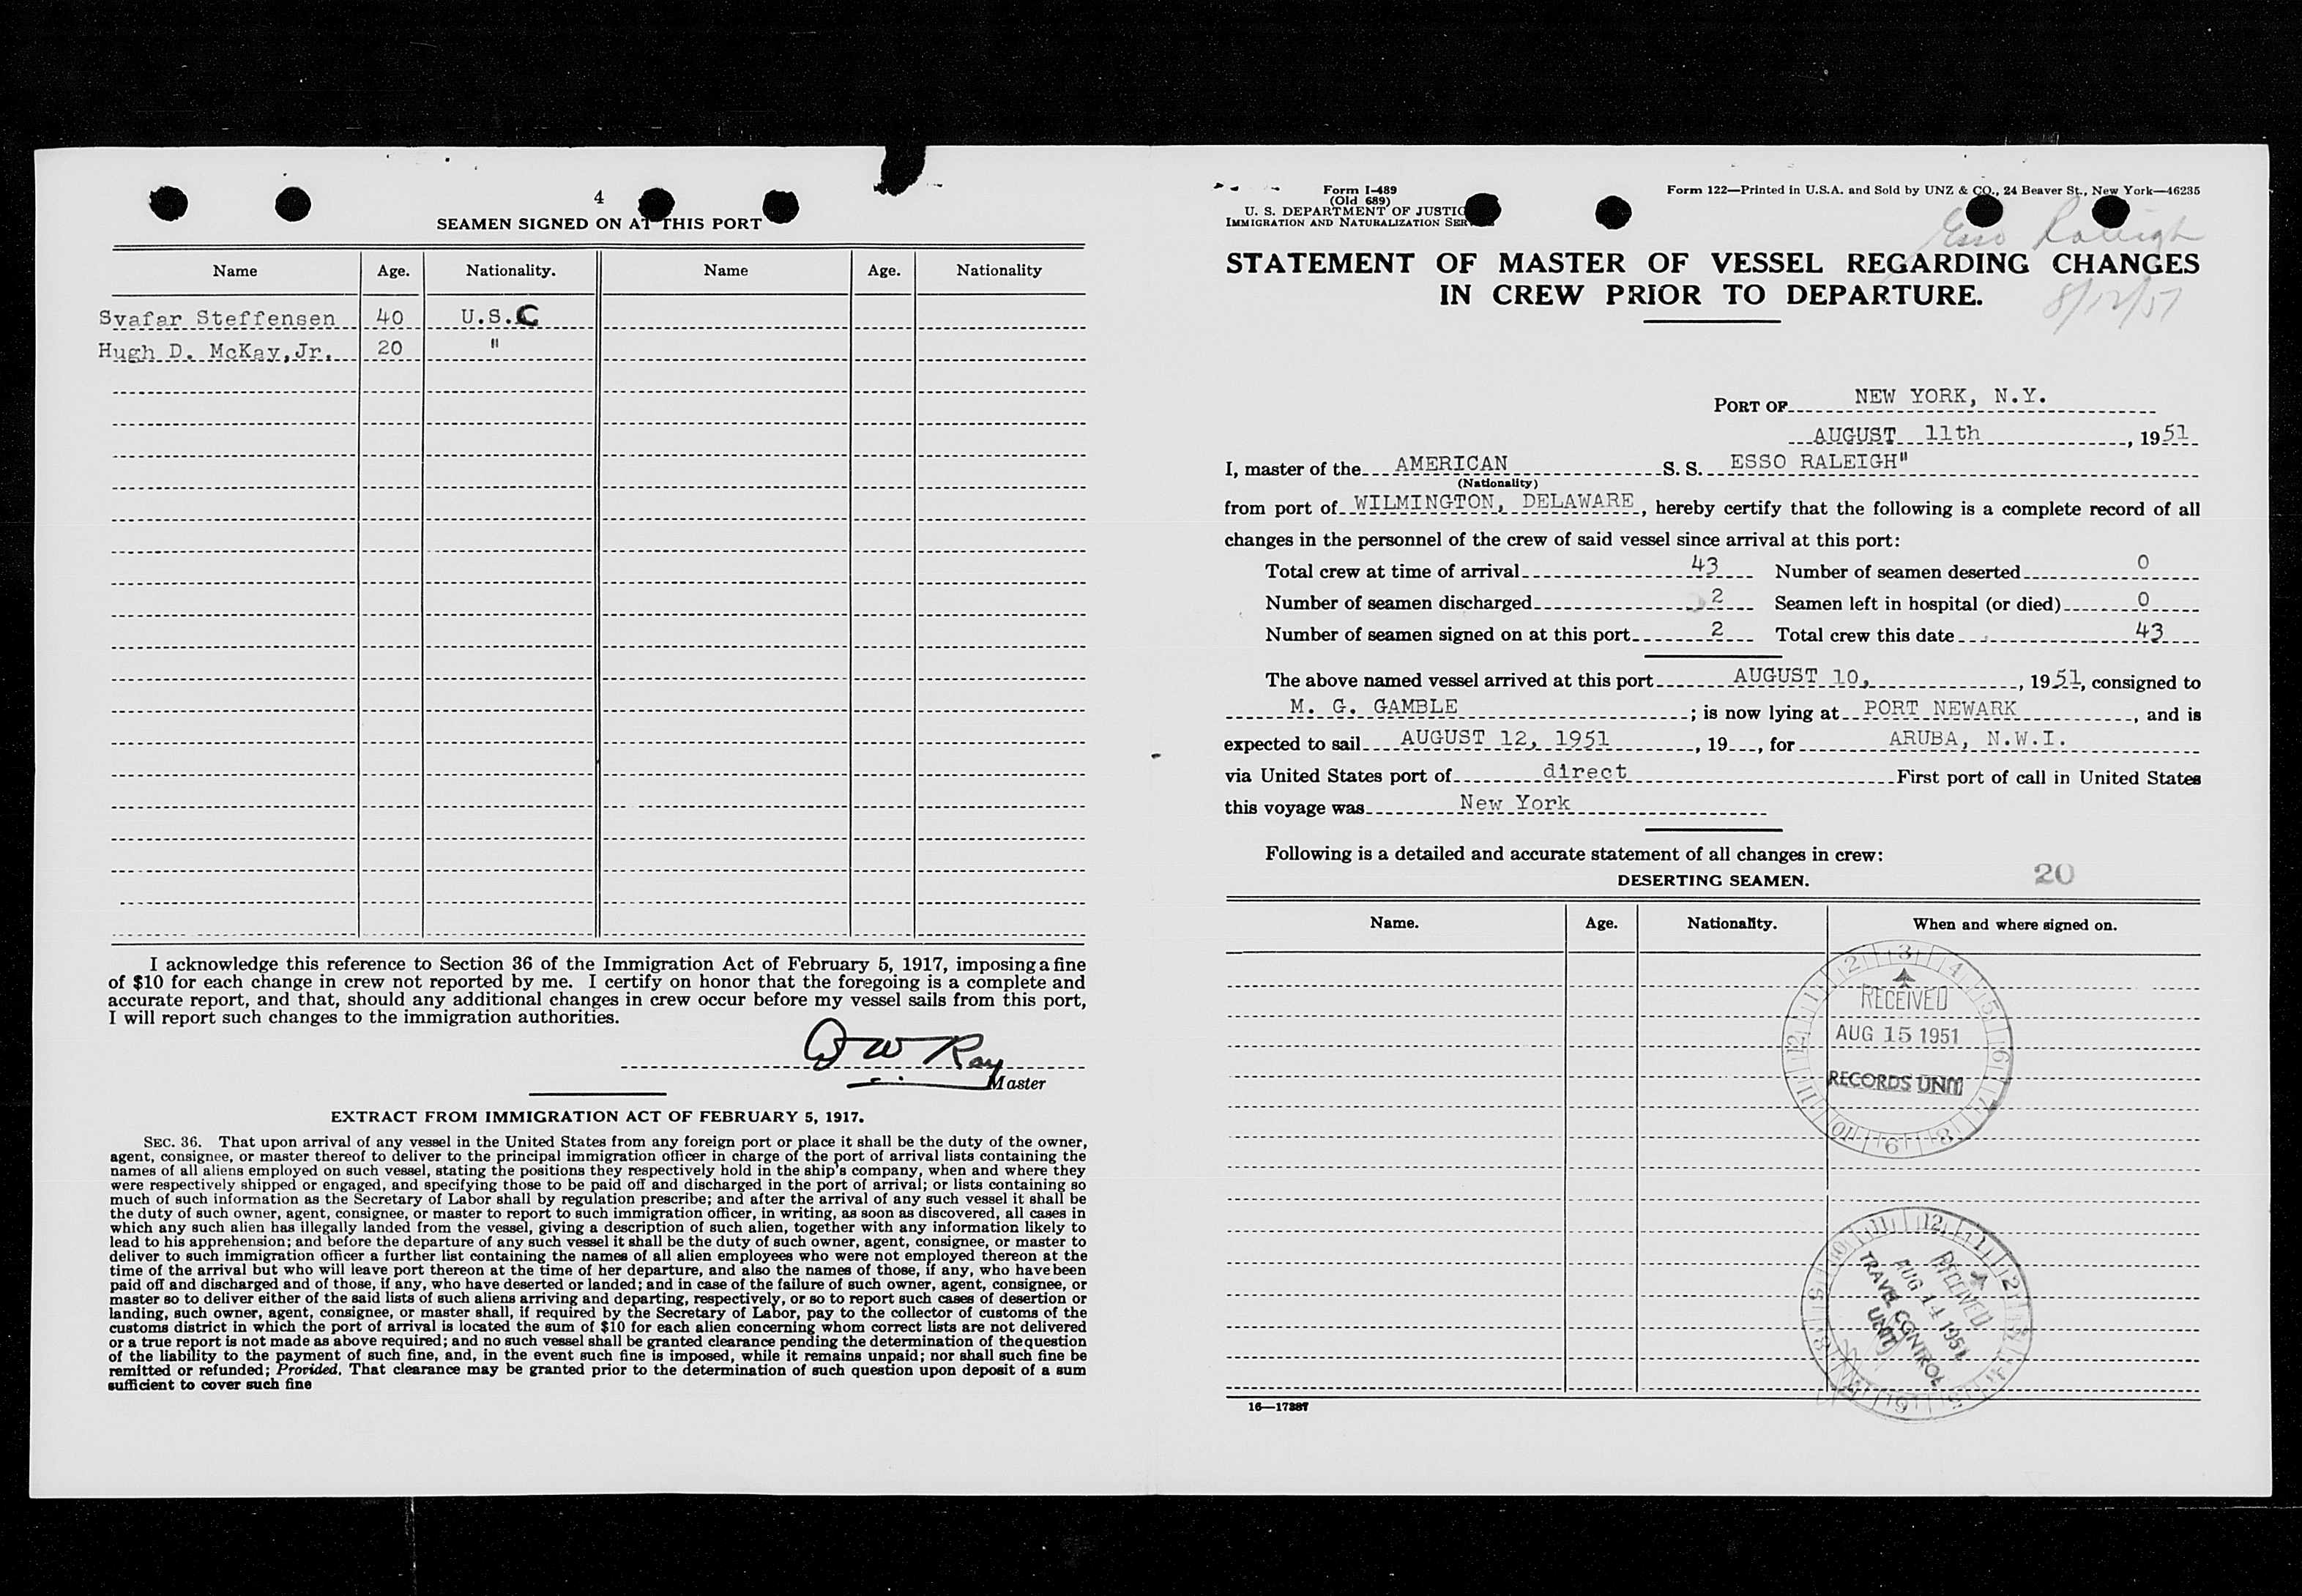 4
SEAMEN SIGNED ON AT THIS PORT
Name Age. Nationality. Name Age. Nationality
Svafar Steffensen 40 U.S.C
Hugh D. McKay, Jr. 20 "
I acknowledge this reference to Section 36 of the Immigration Act of February 5, 1917, imposing a fine
of $10 for each change in crew not reported by me. I certify on honor that the foregoing is a complete and
accurate report, and that, should any additional changes in crew occur before my vessel sails from this port,
I will report such changes to the immigration authorities.
W Ray
Master
EXTRACT FROM IMMIGRATION ACT OF FEBRUARY 5, 1917.
SEC. 36. That upon arrival of any vessel in the United States from any foreign port or place it shall be the duty of the owner,
agent, consignee, or master thereof to deliver to the principal immigration officer in charge of the port of arrival lists containing the
names of all aliens employed on such vessel, stating the positions they respectively hold in the ship's company, when and where they
were respectively shipped or engaged, and specifying those to be paid off and discharged in the port of arrival; or lists containing so
much of such information as the Secretary of Labor shall by regulation prescribe; and after the arrival of any such vessel it shall be
the duty of such owner, agent, consignee, or master to report to such immigration officer, in writing, as soon as discovered, all cases in
which any such alien has illegally landed from the vessel, giving a description of such alien, together with any information likely to
lead to his apprehension; and before the departure of any such vessel it shall be the duty of such owner, agent, consignee, or master to
deliver to such immigration officer a further list containing the names of all alien employees who were not employed thereon at the
time of the arrival but who will leave port thereon at the time of her departure, and also the names of those, if any, who have been
paid off and discharged and of those, if any, who have deserted or landed; and in case of the failure of such owner, agent, consignee, or
master so to deliver either of the said lists of such aliens arriving and departing, respectively, or so to report such cases of desertion or
landing, such owner, agent, consignee, or master shall, if required by the Secretary of Labor, pay to the collector of customs of the
customs district in which the port of arrival is located the sum of $10 for each alien concerning whom correct lists are not delivered
or a true report is not made as above required; and no such vessel shall be granted clearance pending the determination of the question
of the liability to the payment of such fine, and, in the event such fine is imposed, while it remains unpaid; nor shall such fine be
remitted or refunded; Provided, That clearance may be granted prior to the determination of such question upon deposit of a sum
sufficient to cover such fine
Form I-489
(Old 689)
U. S. DEPARTMENT OF JUSTIC
IMMIGRATION AND NATURALIZATION SER
Form 122—Printed in U.S.A. and Sold by UNZ & CO., 24 Beaver St., New York—46235
Esso Raleigh
STATEMENT OF MASTER OF VESSEL REGARDING CHANGES
IN CREW PRIOR TO DEPARTURE.
8/12/51
PORT OF NEW YORK, N.Y.
AUGUST 11th, 1951
I, master of the AMERICAN S. S. ESSO RALEIGH"
(Nationality)
from port of WILMINGTON, DELAWARE, hereby certify that the following is a complete record of all
changes in the personnel of the crew of said vessel since arrival at this port:
Total crew at time of arrival 43 Number of seamen deserted 0
Number of seamen discharged 2 Seamen left in hospital (or died) 0
Number of seamen signed on at this port 2 Total crew this date 43
The above named vessel arrived at this port AUGUST 10, , 1951, consigned to
M. G. GAMBLE ; is now lying at PORT NEWARK, and is
expected to sail AUGUST 12, 1951, 19 , for ARUBA, N.W.I.
via United States port of direct First port of call in United States
this voyage was New York
Following is a detailed and accurate statement of all changes in crew:
DESERTING SEAMEN.
20
Name. Age. Nationality. When and where signed on.
RECEIVED
AUG 15 1951
RECORDS UNIT
RECEIVED
AUG 14 1951
TRAVEL CONTROL
UNIT
16—17387